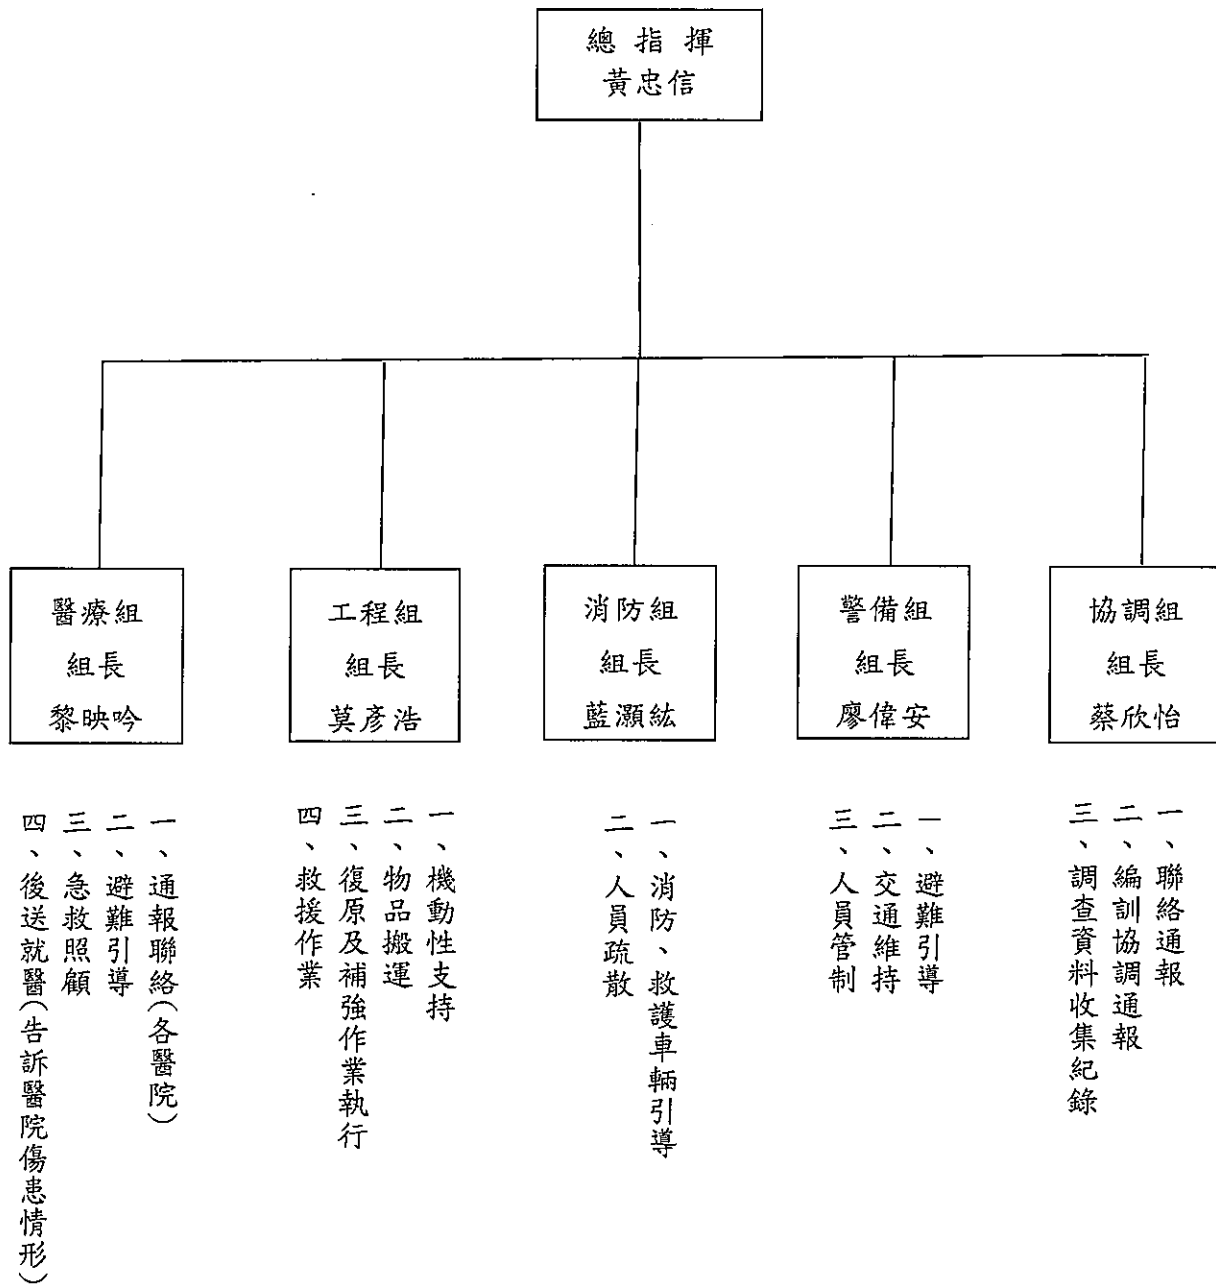 總指揮
黃忠信
醫療組
組長
黎映吟
工程組
組長
莫彥浩
消防組
組長
藍灝紘
警備組
組長
廖偉安
協調組
組長
蔡欣怡
一、通報聯絡(各醫院)
二、避難引導
三、急救照顧
四、後送就醫(告訴醫院傷患情形)
一、機動性支持
二、物品搬運
三、復原及補強作業執行
四、救援作業
一、消防、救護車輛引導
二、人員疏散
一、避難引導
二、交通維持
三、人員管制
一、聯絡通報
二、編訓協調通報
三、調查資料收集紀錄